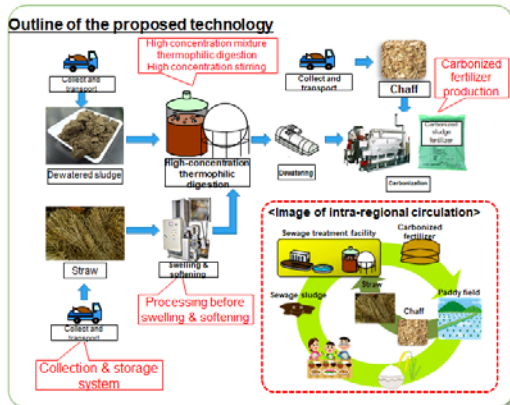 Outline of the proposed technology
High concentration mixture
thermophilic digestion
High concentration stirring
Collect and
transport
Collect and
transport
Chaff
Carbonized
fertilizer
production
Dewatered sludge
High-concentration
thermophilic
digestion
Dewatering
Carbonized
sludge
fertilizer
Carbonization
Straw
Swelling &
softening
Processing before
swelling & softening
Collect and
transport
Collection & storage
system
<Image of intra-regional circulation>
Sewage treatment facility
Carbonized
fertilizer
Sewage sludge
Straw
Paddy field
Chaff